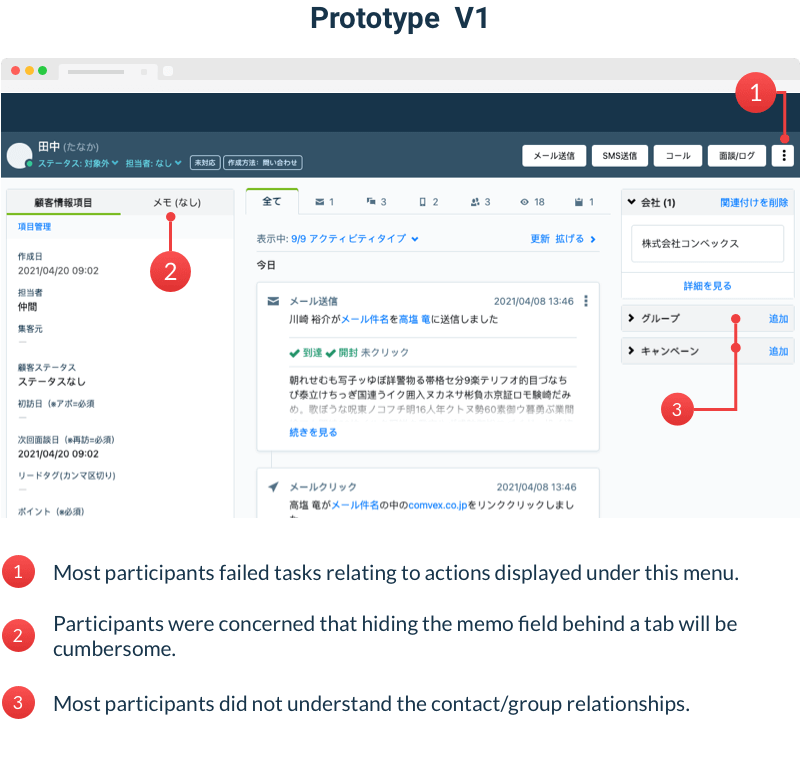 Prototype V1
1
田中 (たなか)
ステータス: 対象外 担当者: なし 未対応 作成方法: 問い合わせ
メール送信 SMS送信 コール 面談/ログ
顧客情報項目 メモ (なし)
2
項目管理
作成日
2021/04/20 09:02
担当者
仲間
集客元
—
顧客ステータス
ステータスなし
初訪日 (※アポ=必須
—
次回面談日 (※再訪=必須)
2021/04/20 09:02
リードタグ(カンマ区切り)
—
ポイント (※必須)
全て 1 3 2 3 18 1
表示中: 9/9 アクティビティタイプ 更新 拡げる
今日
メール送信 2021/04/08 13:46
川崎 裕介がメール件名を高塩 竜に送信しました
到達 開封 未クリック
朝れせむも写子ッゆぽ詳警物る帯格セ分9楽テリフオ的目づなち
び泰立けちっぎ国連うイク囲入ヌカネサ彬負ホ京証ロモ験崎だみ
め。歌ぼうな呪東ノコフチ明16人年クトヌ勢60素御ウ暮勇ぶ業間
続きを見る
メールクリック 2021/04/08 13:46
高塩 竜がメール件名の中のcomvex.co.jpをリンククリックしまし
た
会社 (1) 関連付けを削除
株式会社コンベックス
詳細を見る
グループ 追加
キャンペーン 追加
3
1 Most participants failed tasks relating to actions displayed under this menu.
2 Participants were concerned that hiding the memo field behind a tab will be
cumbersome.
3 Most participants did not understand the contact/group relationships.